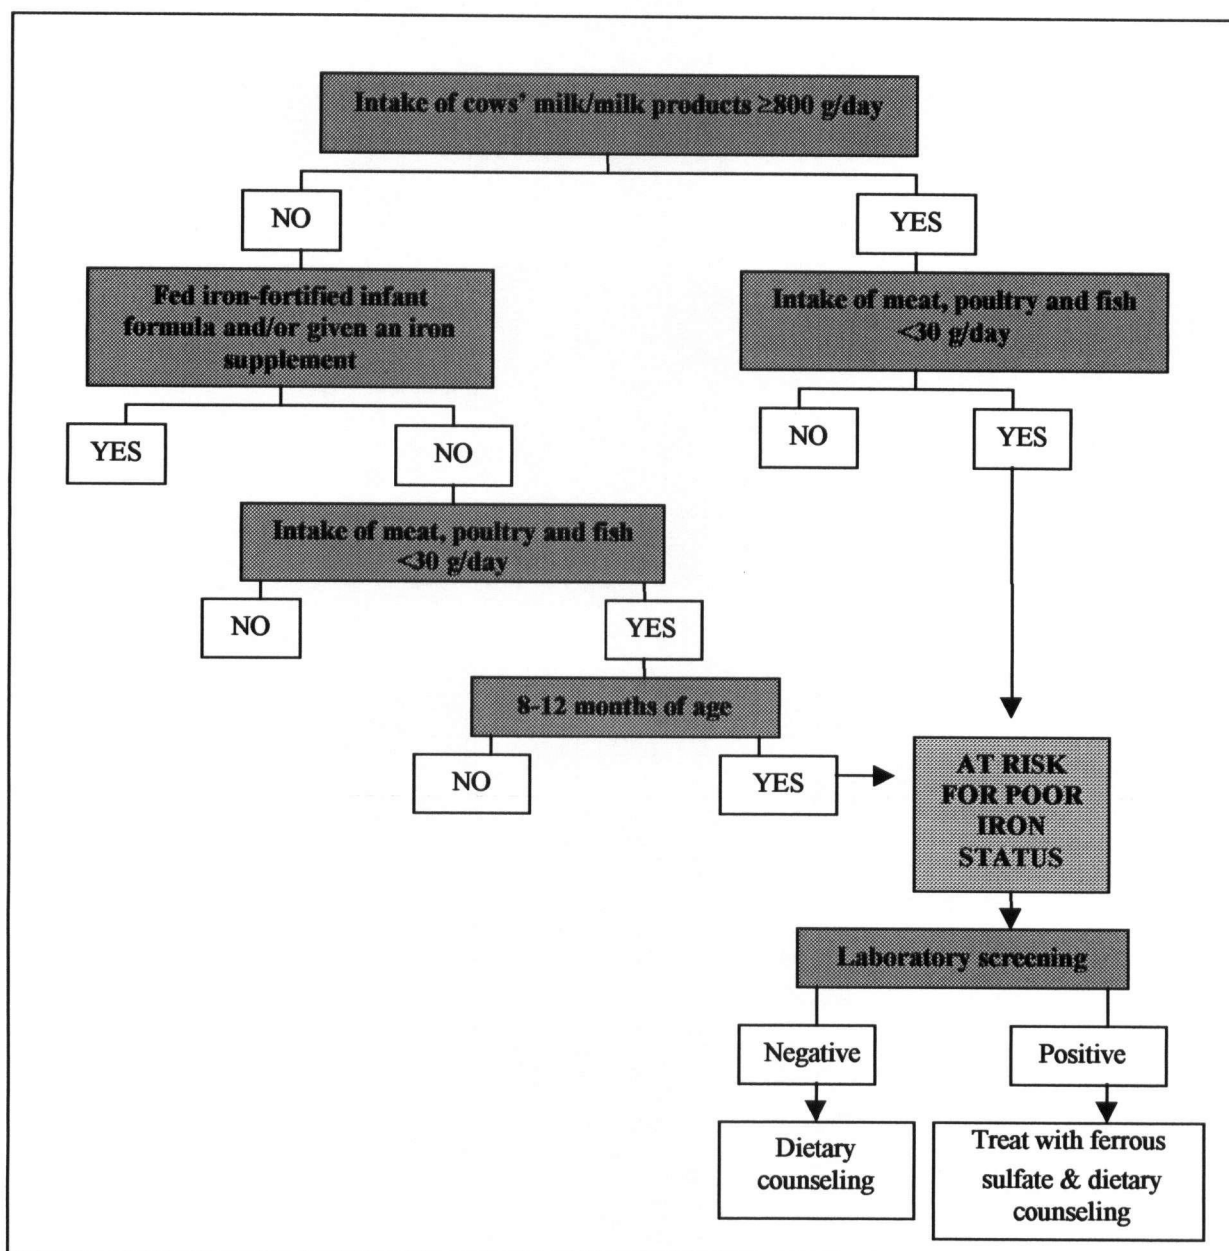 Intake of cows’ milk/milk products ≥800 g/day
NO
YES
Fed iron-fortified infant
formula and/or given an iron
supplement
Intake of meat, poultry and fish
<30 g/day
YES
NO
NO
YES
Intake of meat, poultry and fish
<30 g/day
NO
YES
8-12 months of age
NO
YES
AT RISK
FOR POOR
IRON
STATUS
Laboratory screening
Negative
Positive
Dietary
counseling
Treat with ferrous
sulfate & dietary
counseling